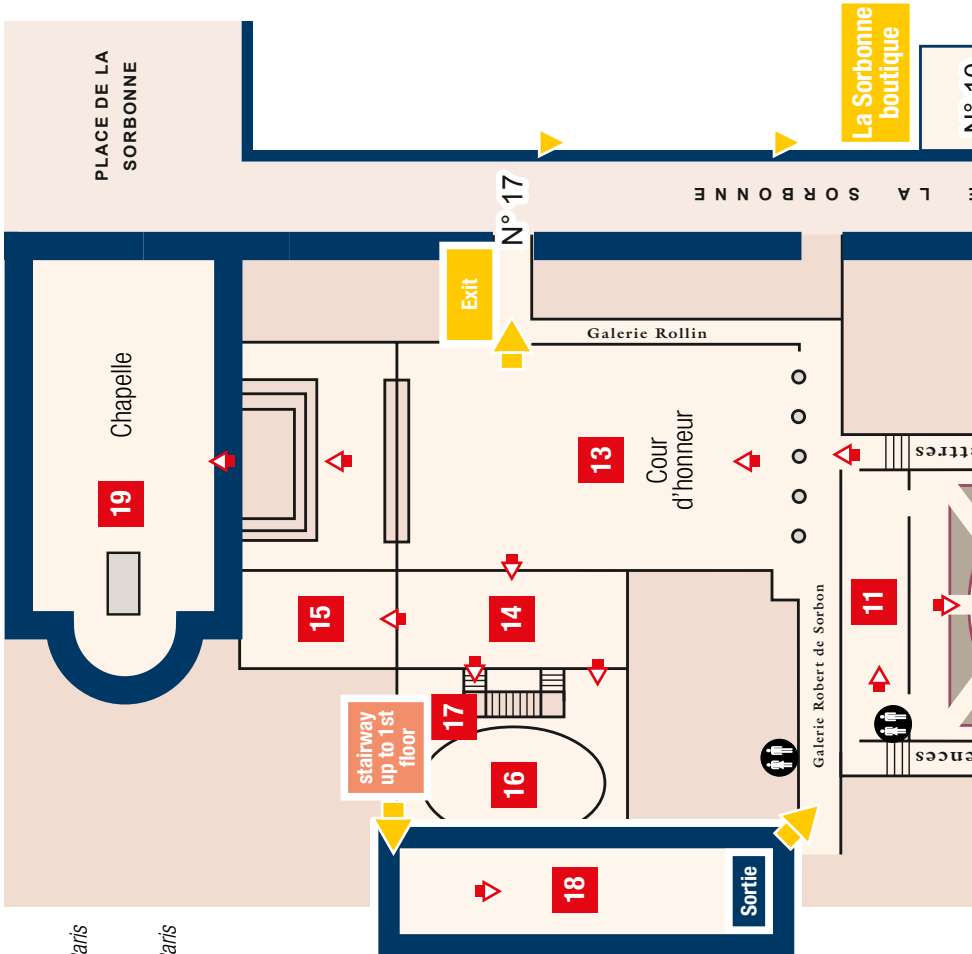 PLACE DE LA
SORBONNE
La Sorbonne
boutique
N° 17
LA SORBONNE
Exit
Galerie Rollin
Chapelle
19
13
Cour
d'honneur
15
14
11
17
stairway
up to 1st
floor
16
Galerie Robert de Sorbon
18
Sortie